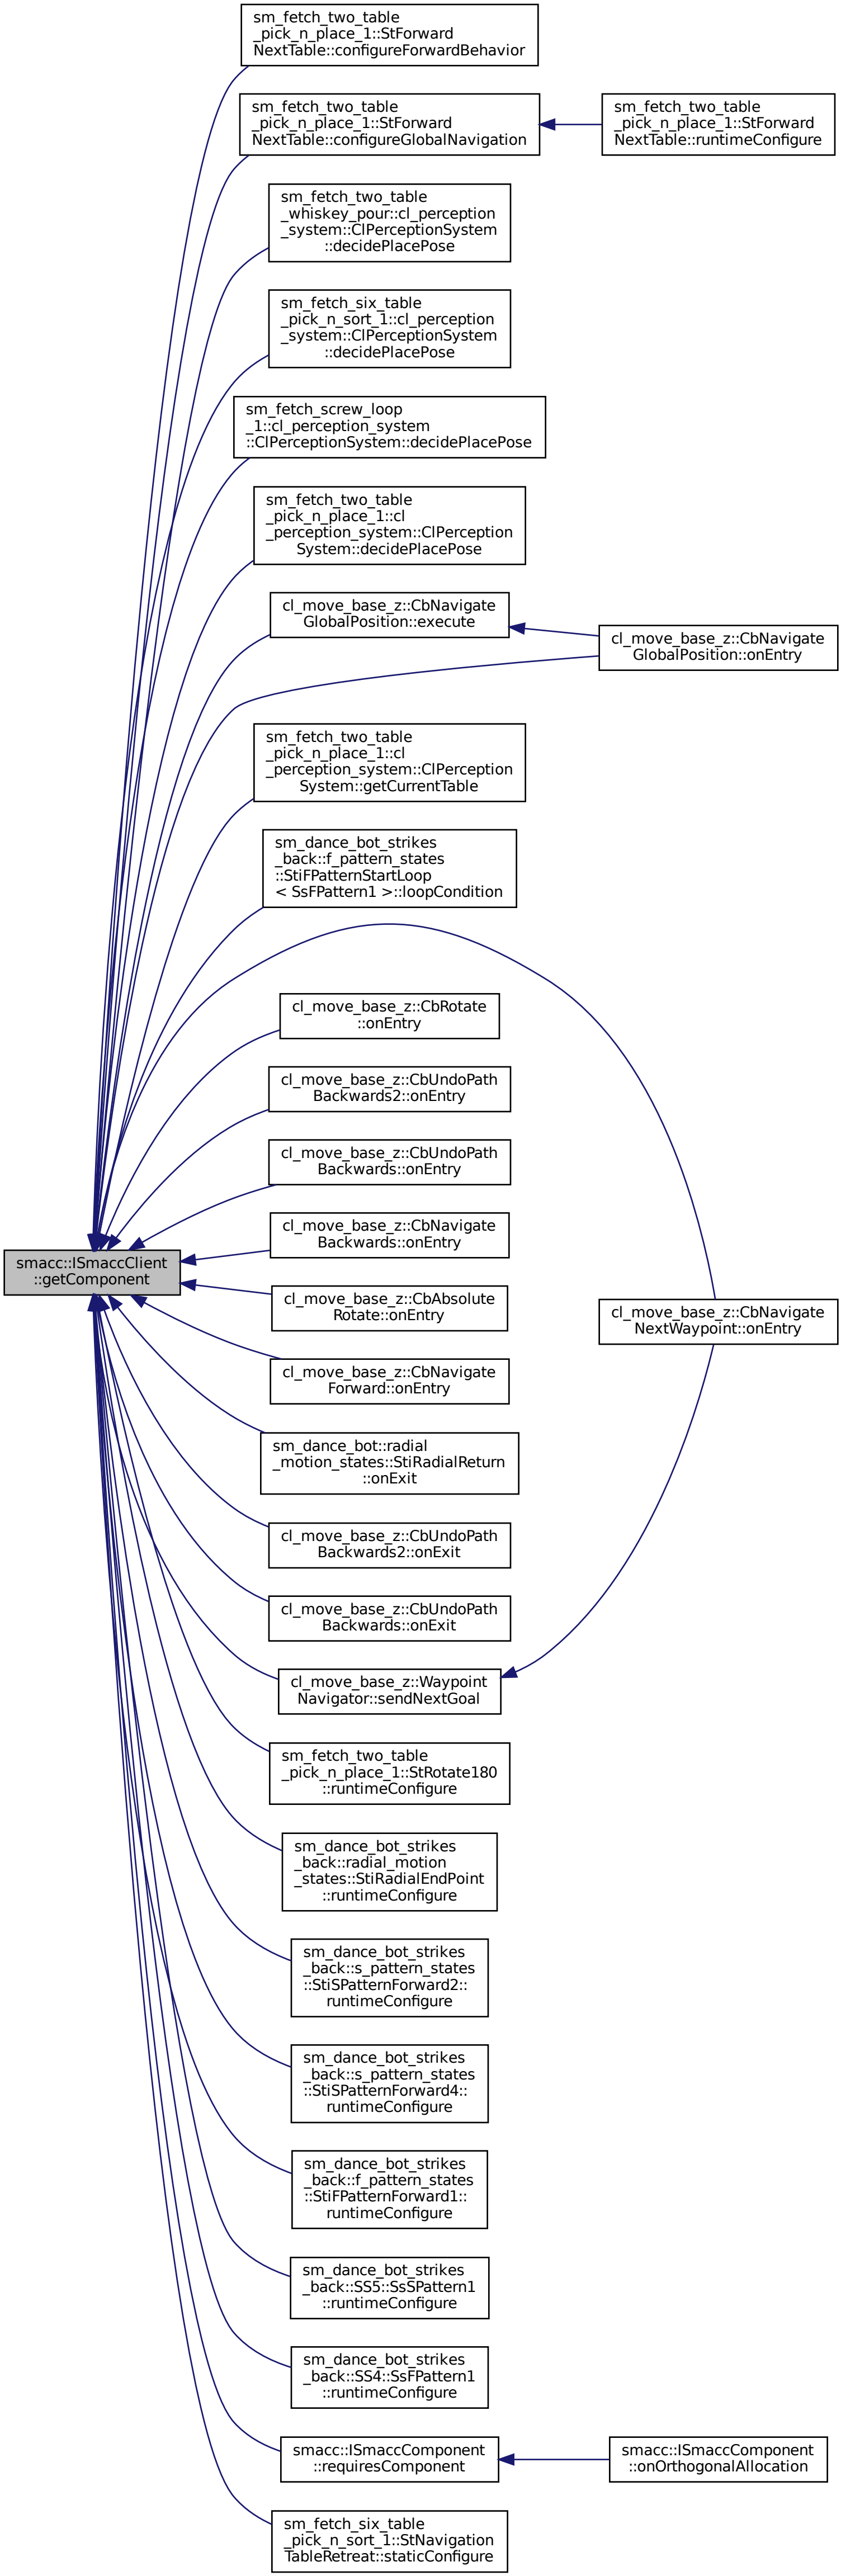 sm_fetch_two_table
_pick_n_place_1::StForward
NextTable::configureForwardBehavior
sm_fetch_two_table
_pick_n_place_1::StForward
NextTable::configureGlobalNavigation
sm_fetch_two_table
_pick_n_place_1::StForward
NextTable::runtimeConfigure
sm_fetch_two_table
_whiskey_pour::cl_perception
_system::ClPerceptionSystem
::decidePlacePose
sm_fetch_six_table
_pick_n_sort_1::cl_perception
_system::ClPerceptionSystem
::decidePlacePose
sm_fetch_screw_loop
_1::cl_perception_system
::ClPerceptionSystem::decidePlacePose
sm_fetch_two_table
_pick_n_place_1::cl
_perception_system::ClPerception
System::decidePlacePose
cl_move_base_z::CbNavigate
GlobalPosition::execute
cl_move_base_z::CbNavigate
GlobalPosition::onEntry
sm_fetch_two_table
_pick_n_place_1::cl
_perception_system::ClPerception
System::getCurrentTable
sm_dance_bot_strikes
_back::f_pattern_states
::StiFPatternStartLoop
< SsFPattern1 >::loopCondition
cl_move_base_z::CbRotate
::onEntry
cl_move_base_z::CbUndoPath
Backwards2::onEntry
cl_move_base_z::CbUndoPath
Backwards::onEntry
cl_move_base_z::CbNavigate
Backwards::onEntry
smacc::ISmaccClient
::getComponent
cl_move_base_z::CbAbsolute
Rotate::onEntry
cl_move_base_z::CbNavigate
NextWaypoint::onEntry
cl_move_base_z::CbNavigate
Forward::onEntry
sm_dance_bot::radial
_motion_states::StiRadialReturn
::onExit
cl_move_base_z::CbUndoPath
Backwards2::onExit
cl_move_base_z::CbUndoPath
Backwards::onExit
cl_move_base_z::Waypoint
Navigator::sendNextGoal
sm_fetch_two_table
_pick_n_place_1::StRotate180
::runtimeConfigure
sm_dance_bot_strikes
_back::radial_motion
_states::StiRadialEndPoint
::runtimeConfigure
sm_dance_bot_strikes
_back::s_pattern_states
::StiSPatternForward2::
runtimeConfigure
sm_dance_bot_strikes
_back::s_pattern_states
::StiSPatternForward4::
runtimeConfigure
sm_dance_bot_strikes
_back::f_pattern_states
::StiFPatternForward1::
runtimeConfigure
sm_dance_bot_strikes
_back::SS5::SsSPattern1
::runtimeConfigure
sm_dance_bot_strikes
_back::SS4::SsFPattern1
::runtimeConfigure
smacc::ISmaccComponent
::requiresComponent
smacc::ISmaccComponent
::onOrthogonalAllocation
sm_fetch_six_table
_pick_n_sort_1::StNavigation
TableRetreat::staticConfigure